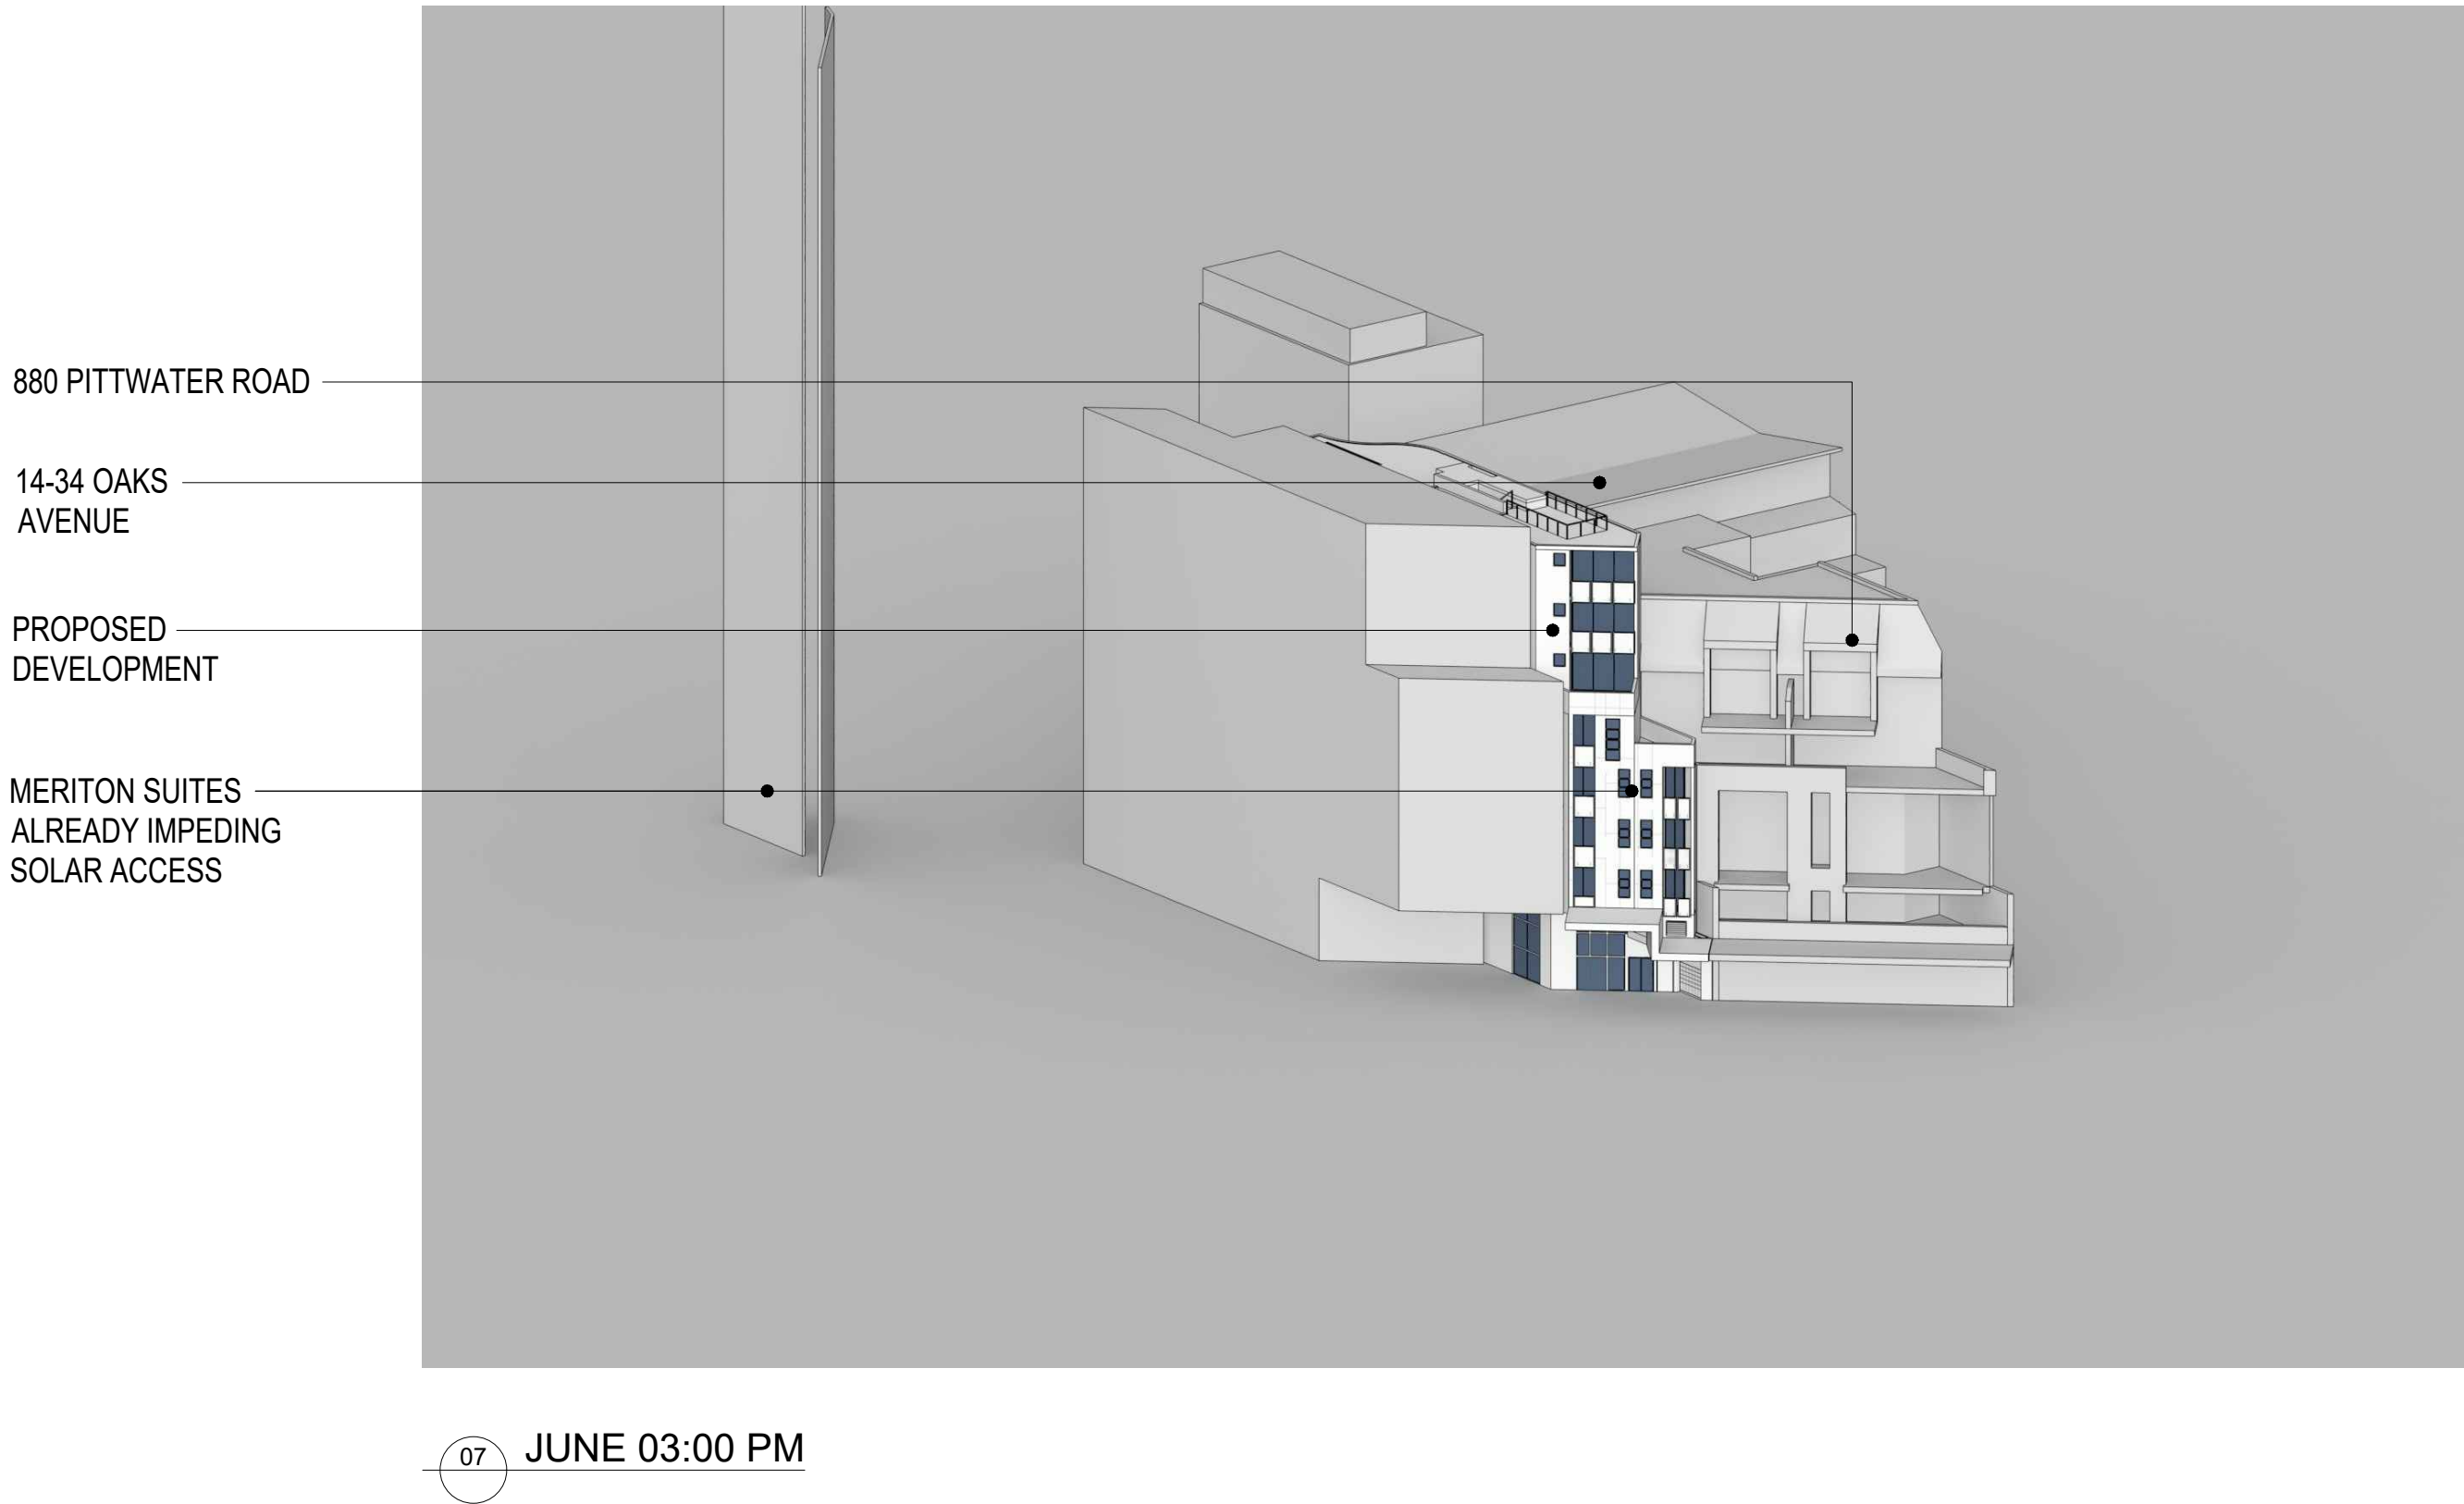 880 PITTWATER ROAD
14-34 OAKS
AVENUE
PROPOSED
DEVELOPMENT
MERITON SUITES
ALREADY IMPEDING
SOLAR ACCESS
07
JUNE 03:00 PM